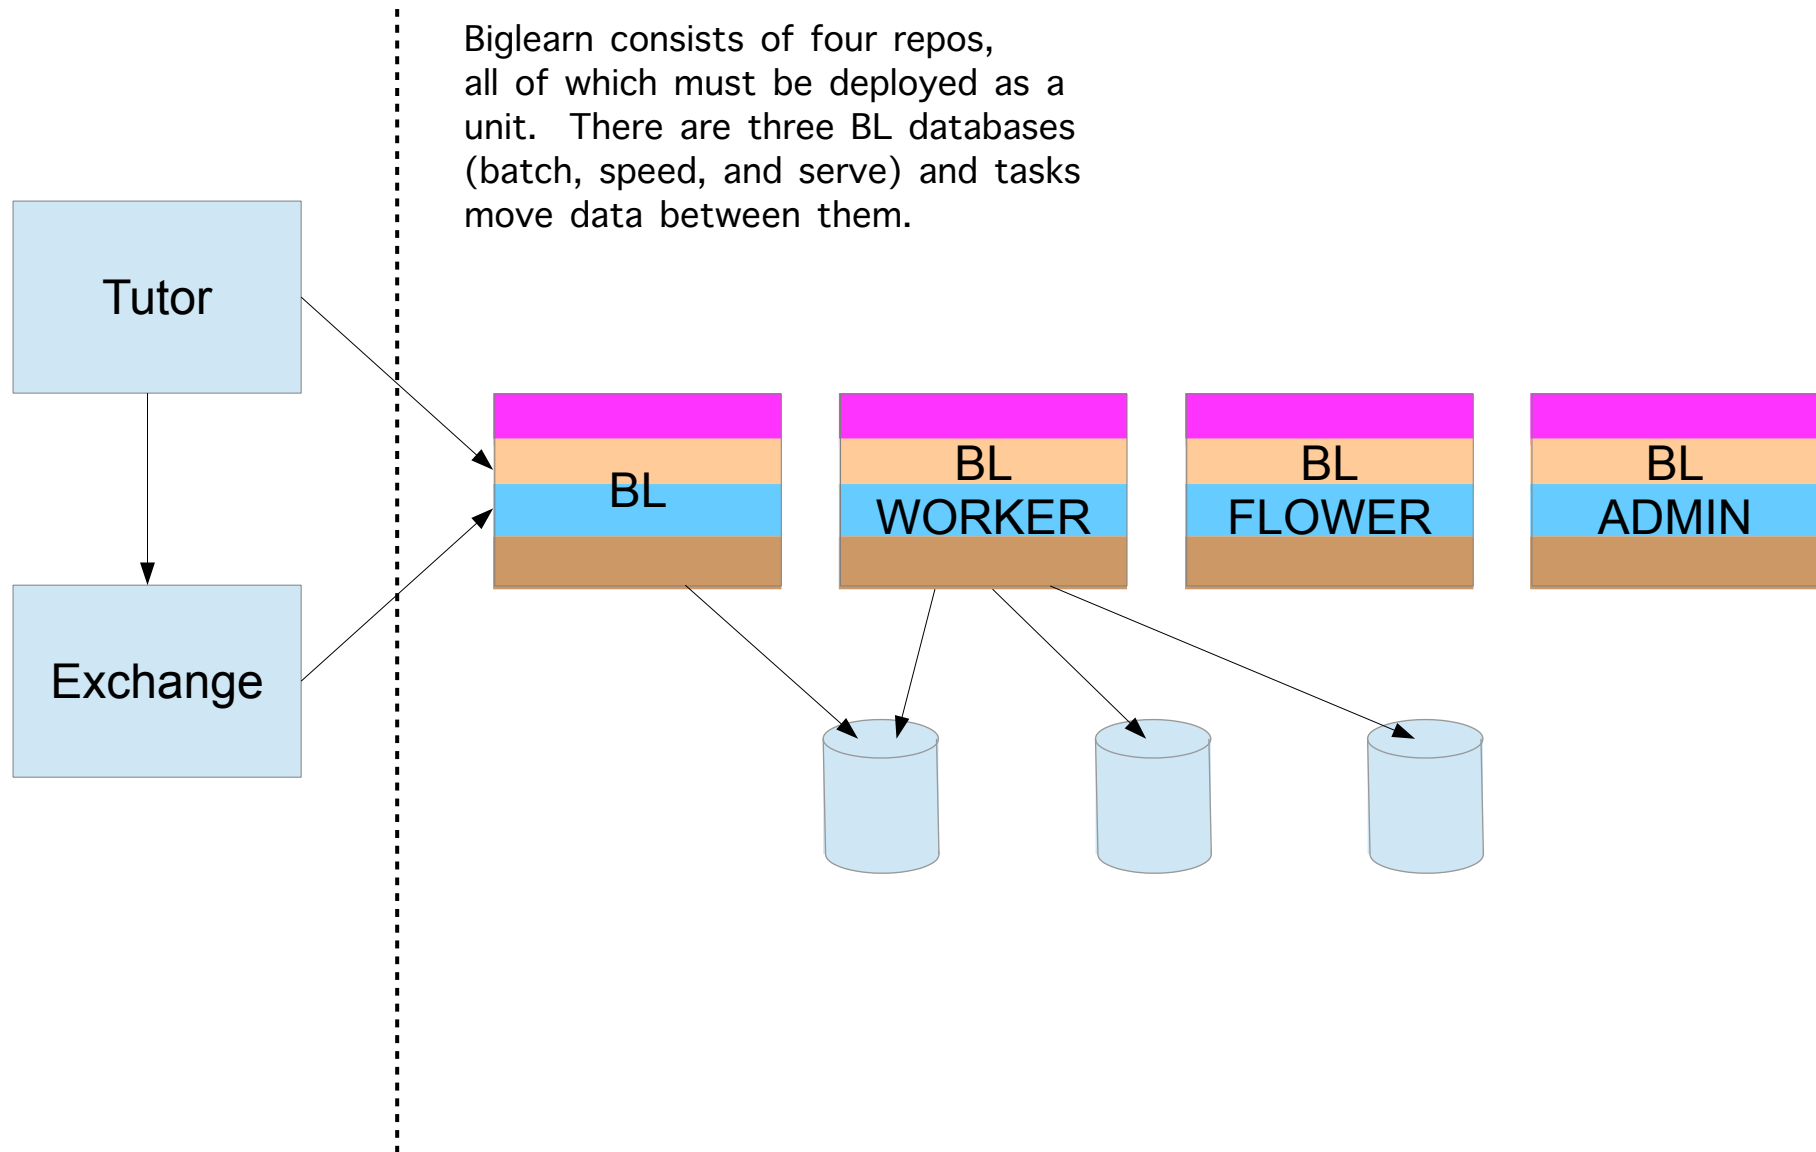 Biglearn consists of four repos,
all of which must be deployed as a
unit. There are three BL databases
(batch, speed, and serve) and tasks
move data between them.
Tutor
BL
BL
WORKER
BL
FLOWER
BL
ADMIN
Exchange